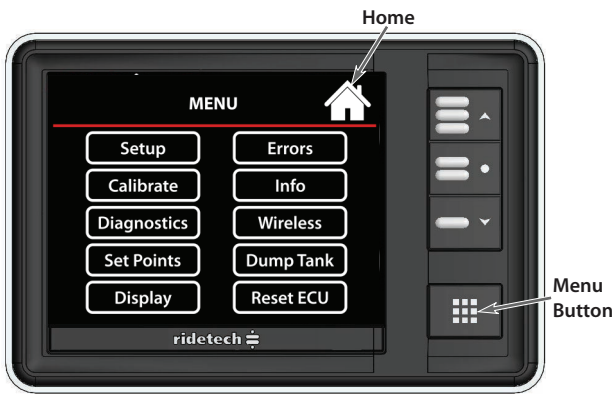 Home
MENU
Setup
Errors
Calibrate
Info
Diagnostics
Wireless
Set Points
Dump Tank
Display
Reset ECU
ridetech
Menu
Button